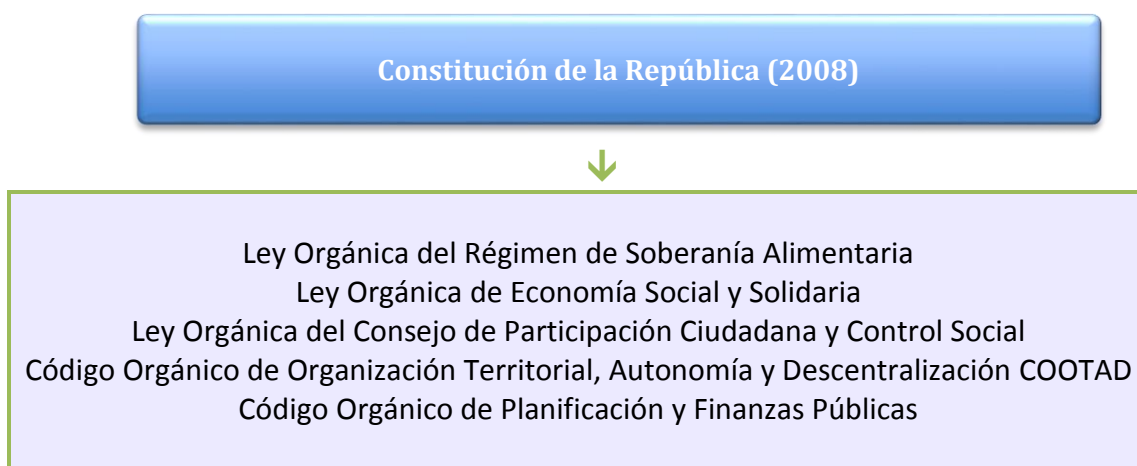 Constitución de la República (2008)
Ley Orgánica del Régimen de Soberanía Alimentaria
Ley Orgánica de Economía Social y Solidaria
Ley Orgánica del Consejo de Participación Ciudadana y Control Social
Código Orgánico de Organización Territorial, Autonomía y Descentralización COOTAD
Código Orgánico de Planificación y Finanzas Públicas